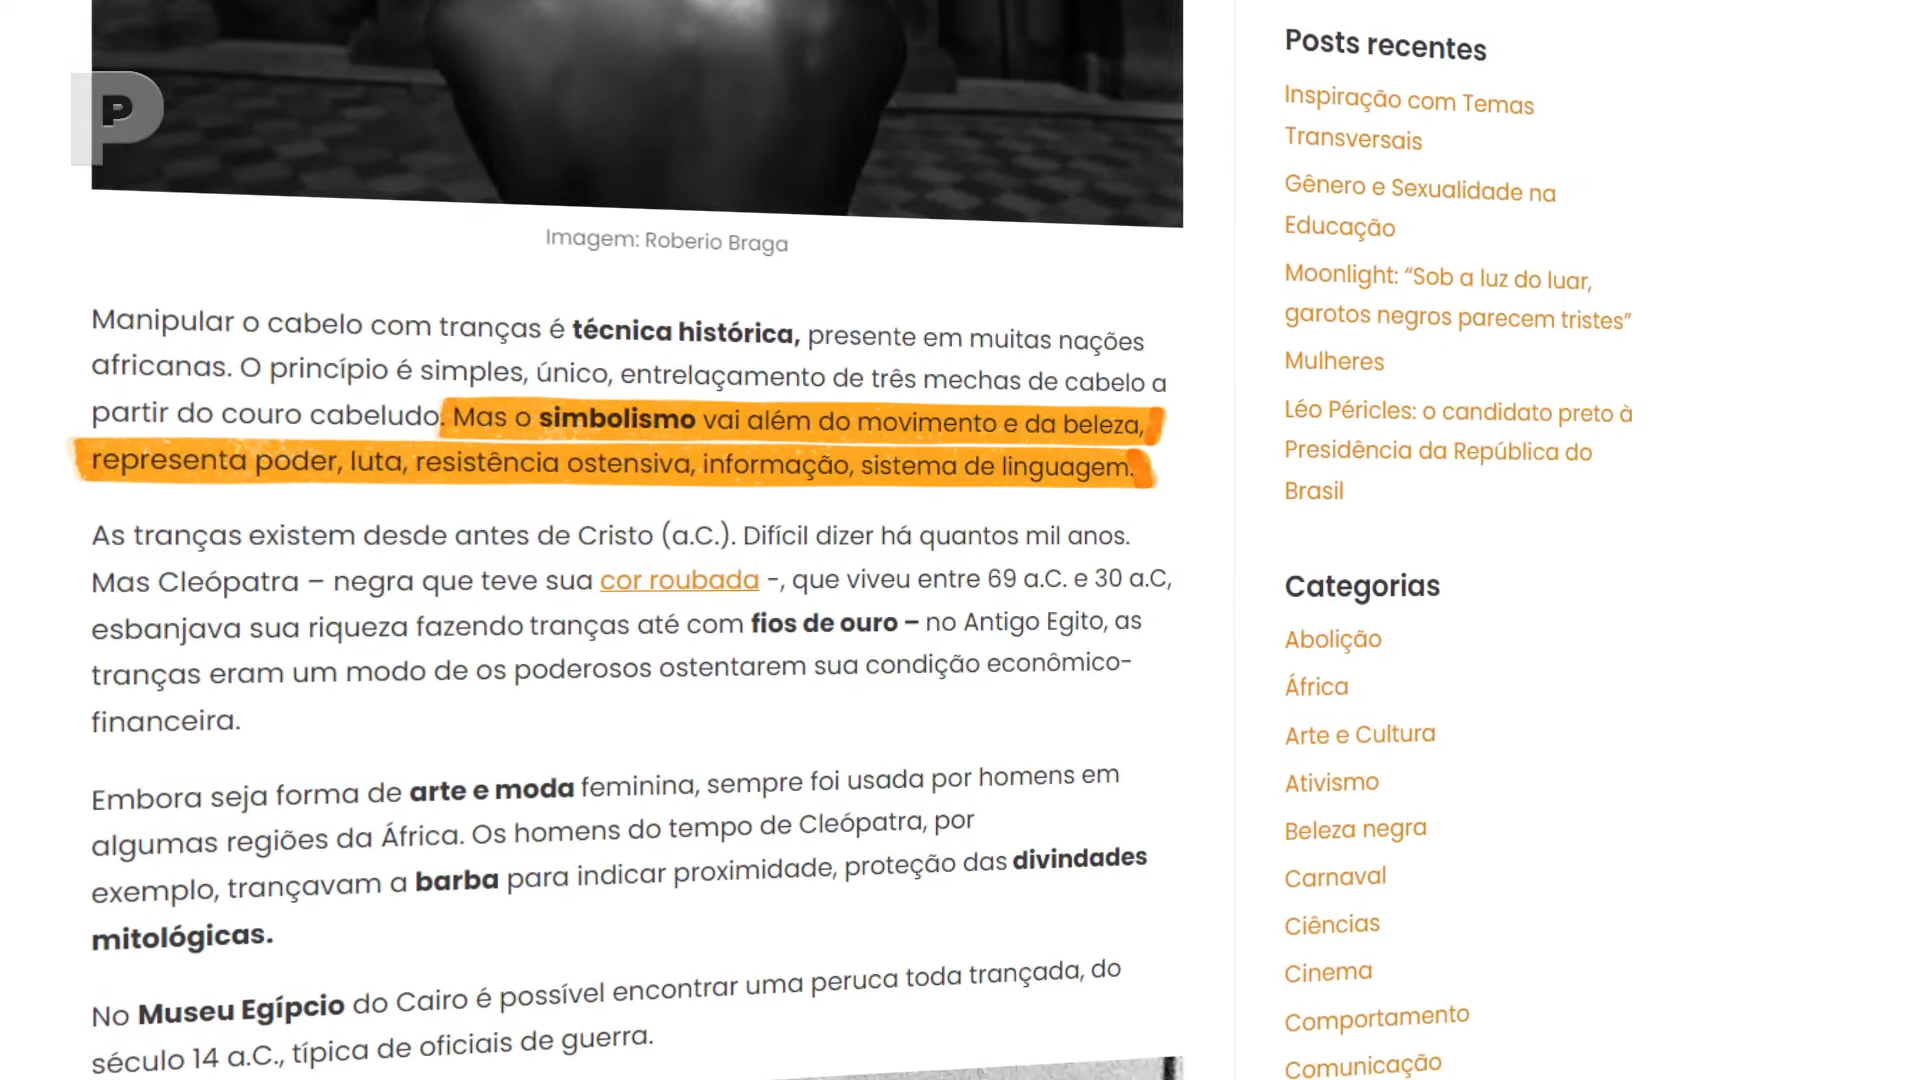 P
Imagem: Roberio Braga
Manipular o cabelo com tranças é técnica histórica, presente em muitas nações
africanas. O princípio é simples, único, entrelaçamento de três mechas de cabelo a
partir do couro cabeludo. Mas o simbolismo vai além do movimento e da beleza,
representa poder, luta, resistência ostensiva, informação, sistema de linguagem.
As tranças existem desde antes de Cristo (a.C.). Difícil dizer há quantos mil anos.
Mas Cleópatra – negra que teve sua cor roubada -, que viveu entre 69 a.C. e 30 a.C,
esbanjava sua riqueza fazendo tranças até com fios de ouro – no Antigo Egito, as
tranças eram um modo de os poderosos ostentarem sua condição econômico-
financeira.
Embora seja forma de arte e moda feminina, sempre foi usada por homens em
algumas regiões da África. Os homens do tempo de Cleópatra, por
exemplo, trançavam a barba para indicar proximidade, proteção das divindades
mitológicas.
No Museu Egípcio do Cairo é possível encontrar uma peruca toda trançada, do
século 14 a.C., típica de oficiais de guerra.
Posts recentes
Inspiração com Temas
Transversais
Gênero e Sexualidade na
Educação
Moonlight: “Sob a luz do luar,
garotos negros parecem tristes”
Mulheres
Léo Péricles: o candidato preto à
Presidência da República do
Brasil
Categorias
Abolição
África
Arte e Cultura
Ativismo
Beleza negra
Carnaval
Ciências
Cinema
Comportamento
Comunicação